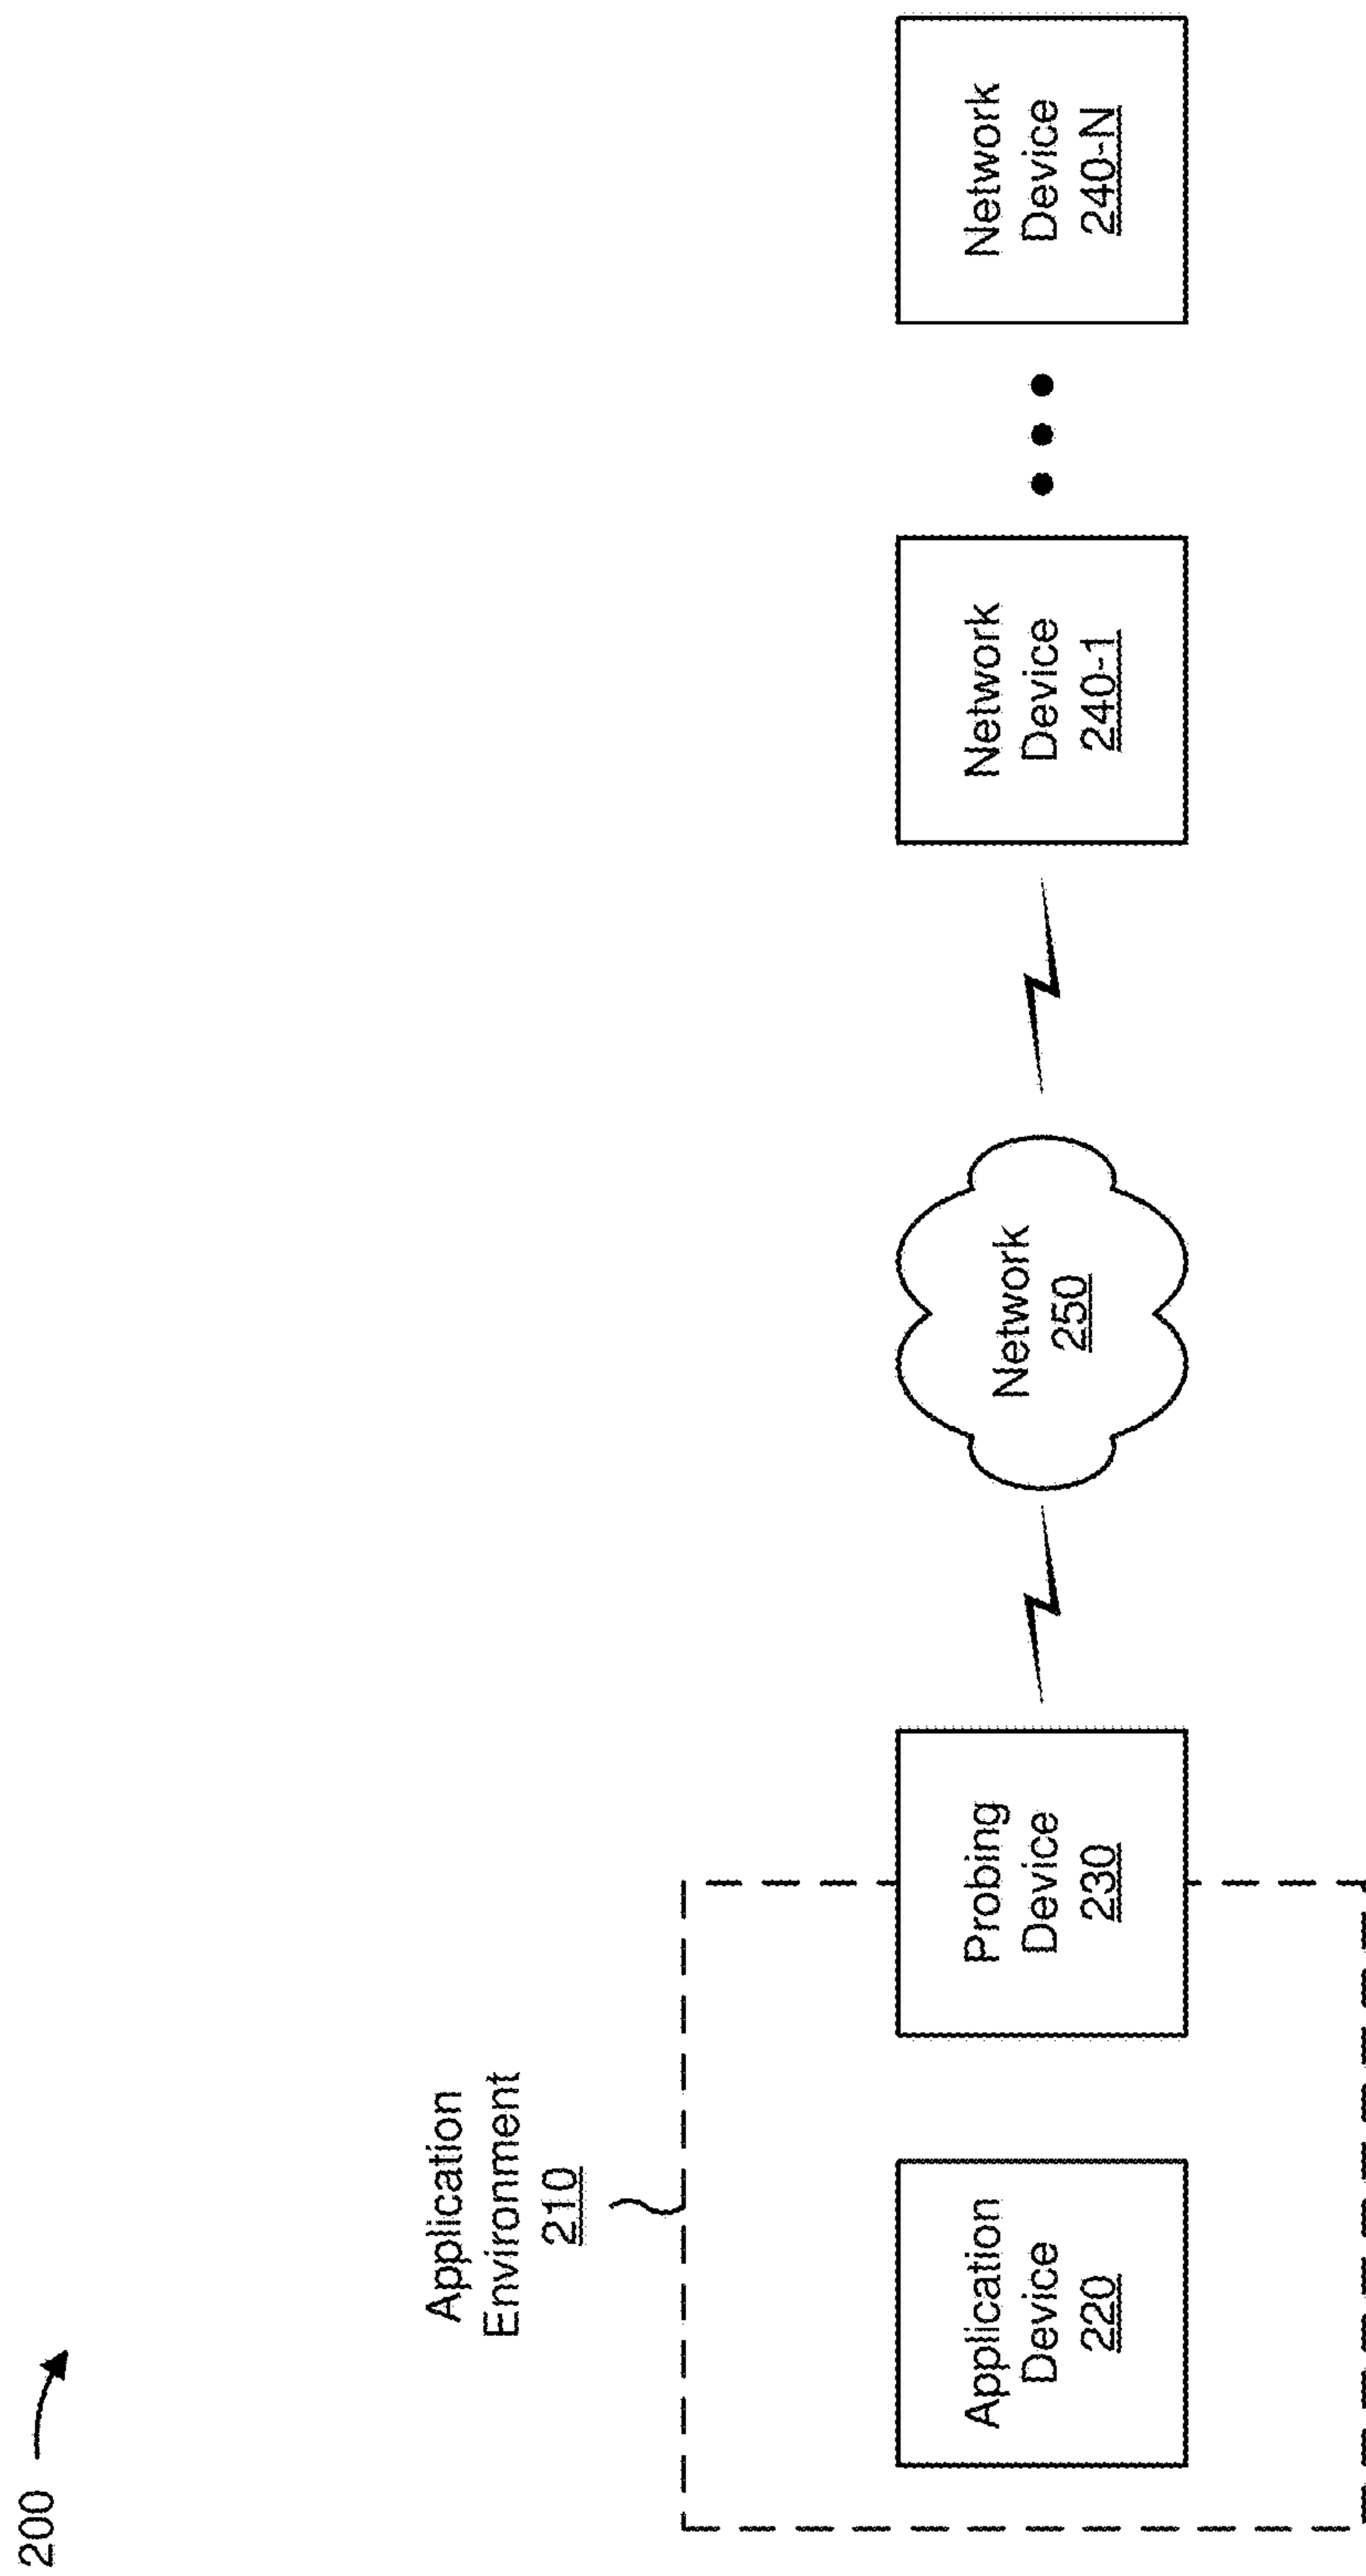 200
Application
Environment
210
Application
Device
220
Probing
Device
230
Network
250
Network
Device
240-1
Network
Device
240-N